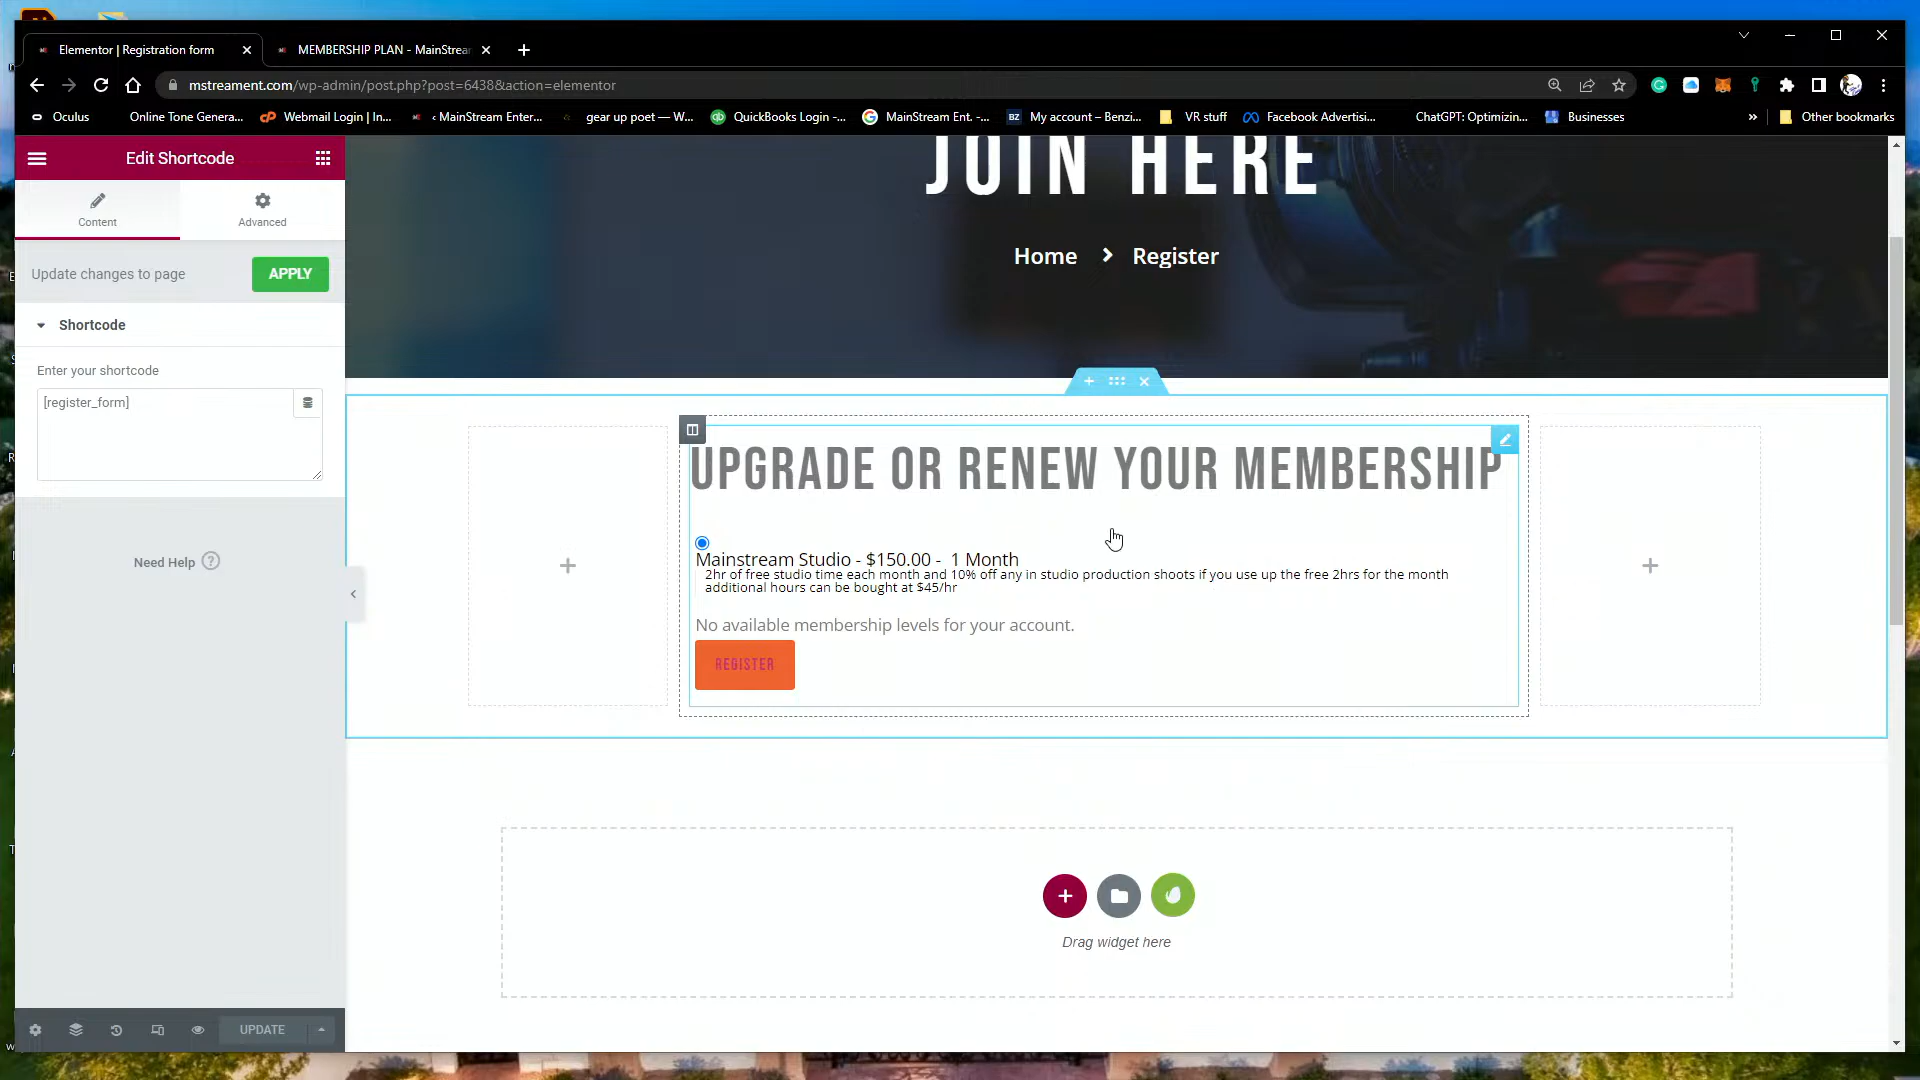 Elementor | Registration form
MEMBERSHIP PLAN - MainStrear
mstreament.com/wp-admin/post.php?post=6438&action=elementor
Oculus
Online Tone Genera...
Webmail Login | In...
‹ MainStream Enter...
gear up poet — W...
QuickBooks Login -...
MainStream Ent. -...
BZ
My account – Benzi...
VR stuff
Facebook Advertisi...
ChatGPT: Optimizin...
Businesses
»
Other bookmarks
Edit Shortcode
Content
Advanced
Update changes to page
APPLY
Shortcode
Enter your shortcode
[register_form]
Need Help
UPDATE
JOIN HERE
Home
Register
UPGRADE OR RENEW YOUR MEMBERSHIP
Mainstream Studio - $150.00 - 1 Month
2hr of free studio time each month and 10% off any in studio production shoots if you use up the free 2hrs for the month
additional hours can be bought at $45/hr
No available membership levels for your account.
REGISTER
Drag widget here